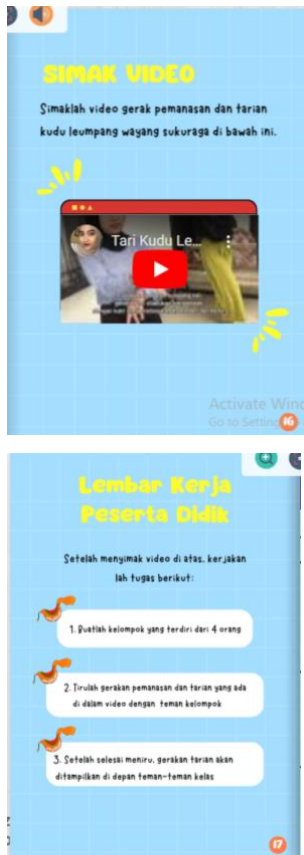 SIMAK VIDEO
Simaklah video gerak pemanasan dan tarian
kudu leumpang wayang sukuraga di bawah ini.
Tari Kudu Le...
Activate Wind
Go to Setting
16
Lembar Kerja
Peserta Didik
Setelah menyimak video di atas, kerjakan
lah tugas berikut:
1. Buatlah kelompok yang terdiri dari 4 orang
2. Tirulah gerakan pemanasan dan tarian yang ada
di dalam video dengan teman kelompok
3. Setelah selesai meniru, gerakan tarian akan
ditampilkan di depan teman-teman kelas
17